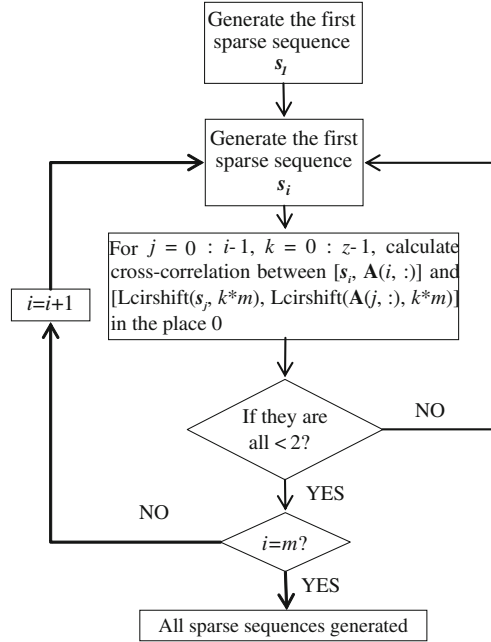 Generate the first
sparse sequence
s1
Generate the first
sparse sequence
si
For j = 0 : i-1, k = 0 : z-1, calculate
cross-correlation between [si, A(i, :)] and
[Lcirshift(sj, k*m), Lcirshift(A(j, :), k*m)]
in the place 0
i=i+1
If they are
all < 2?
NO
YES
NO
i=m?
YES
All sparse sequences generated